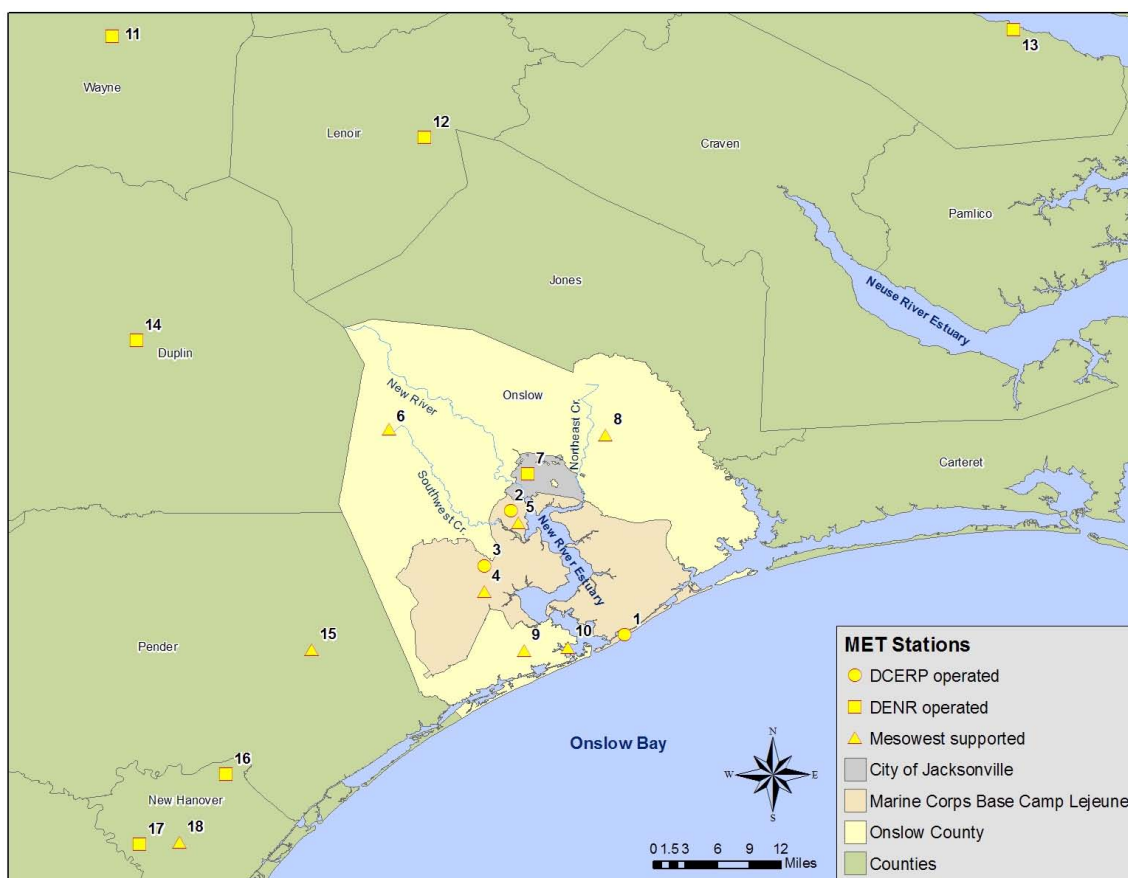 11
13
Wayne
12
Lenoir
Craven
Pamlico
Jones
Neuse River Estuary
14
Duplin
New River
Onslow
Northeast Cr.
6
8
7
Carteret
Southwest Cr.
2
5
New River Estuary
3
4
1
15
Pender
9
10
MET Stations
DCERP operated
DENR operated
Mesowest supported
City of Jacksonville
Marine Corps Base Camp Lejeune
Onslow County
Counties
Onslow Bay
N
W
E
S
16
New Hanover
17
18
0 1.5 3 6 9 12
Miles